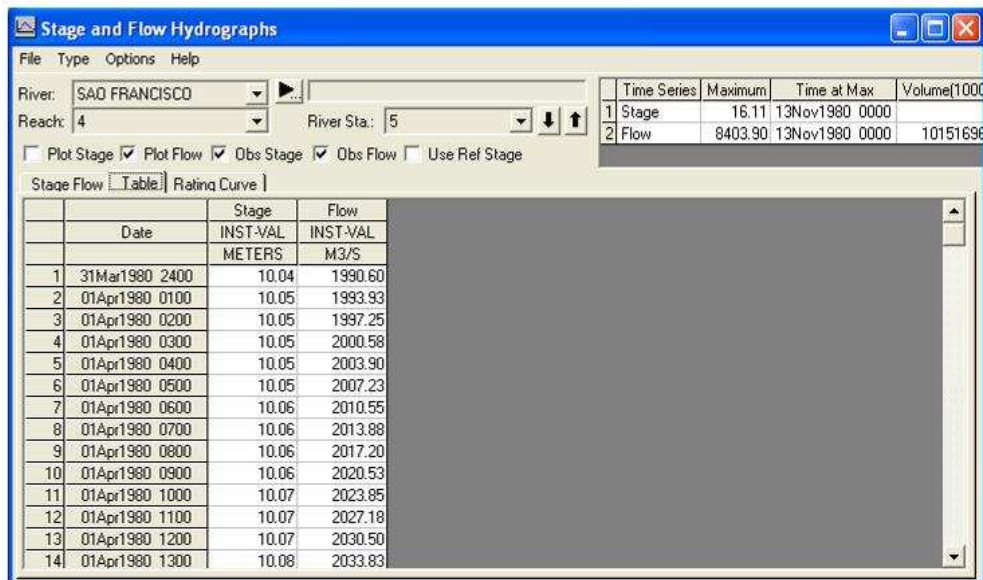 Stage and Flow Hydrographs
File Type Options Help
River: SAO FRANCISCO
Reach: 4 River Sta.: 5
Plot Stage Plot Flow Obs Stage Obs Flow Use Ref Stage
Time Series Maximum Time at Max Volume(1000
1 Stage 16.11 13Nov1980 0000
2 Flow 8403.90 13Nov1980 0000 10151696
Stage Flow Table Rating Curve
Stage Flow
Date INST-VAL INST-VAL
METERS M3/S
1 31Mar1980 2400 10.04 1990.60
2 01Apr1980 0100 10.05 1993.93
3 01Apr1980 0200 10.05 1997.25
4 01Apr1980 0300 10.05 2000.58
5 01Apr1980 0400 10.05 2003.90
6 01Apr1980 0500 10.05 2007.23
7 01Apr1980 0600 10.06 2010.55
8 01Apr1980 0700 10.06 2013.88
9 01Apr1980 0800 10.06 2017.20
10 01Apr1980 0900 10.06 2020.53
11 01Apr1980 1000 10.07 2023.85
12 01Apr1980 1100 10.07 2027.18
13 01Apr1980 1200 10.07 2030.50
14 01Apr1980 1300 10.08 2033.83